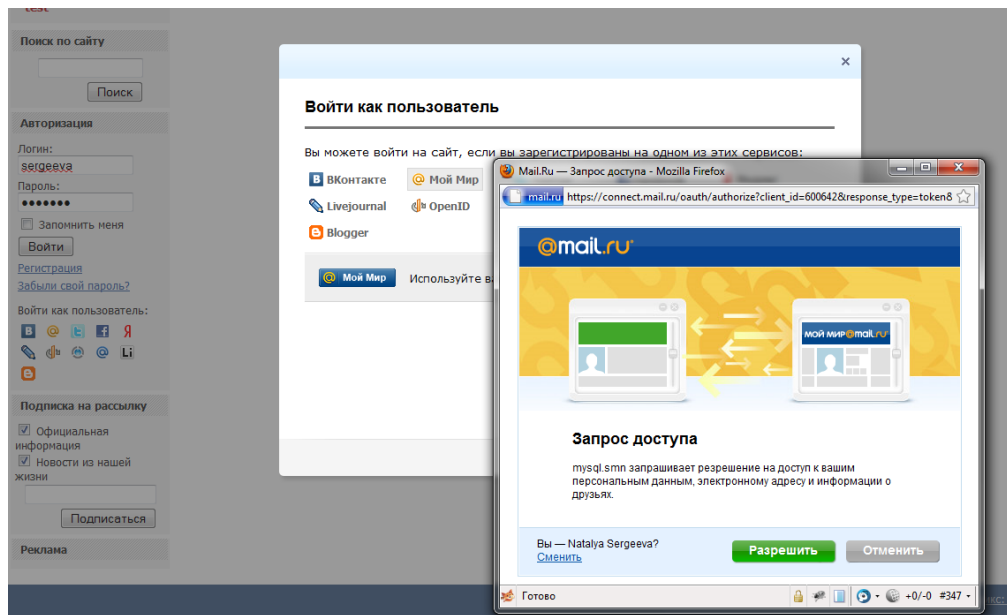 test
Поиск по сайту
Поиск
Авторизация
Логин:
sergeeva
Пароль:
•••••••
Запомнить меня
Войти
Регистрация
Забыли свой пароль?
Войти как пользователь:
Подписка на рассылку
Официальная
информация
Новости из нашей
жизни
Подписаться
Реклама
Войти как пользователь
Вы можете войти на сайт, если вы зарегистрированы на одном из этих сервисов:
ВКонтакте
Мой Мир
Livejournal
OpenID
Blogger
Мой Мир
Используйте ва
Mail.Ru — Запрос доступа - Mozilla Firefox
mail.ru https://connect.mail.ru/oauth/authorize?client_id=600642&response_type=token&
@mail.ru
мой мир@mail.ru
Запрос доступа
mysql.smn запрашивает резрешение на доступ к вашим
персональным данным, электронному адресу и информации о
друзьях.
Вы — Natalya Sergeeva?
Сменить
Разрешить
Отменить
Готово
+0/-0 #347